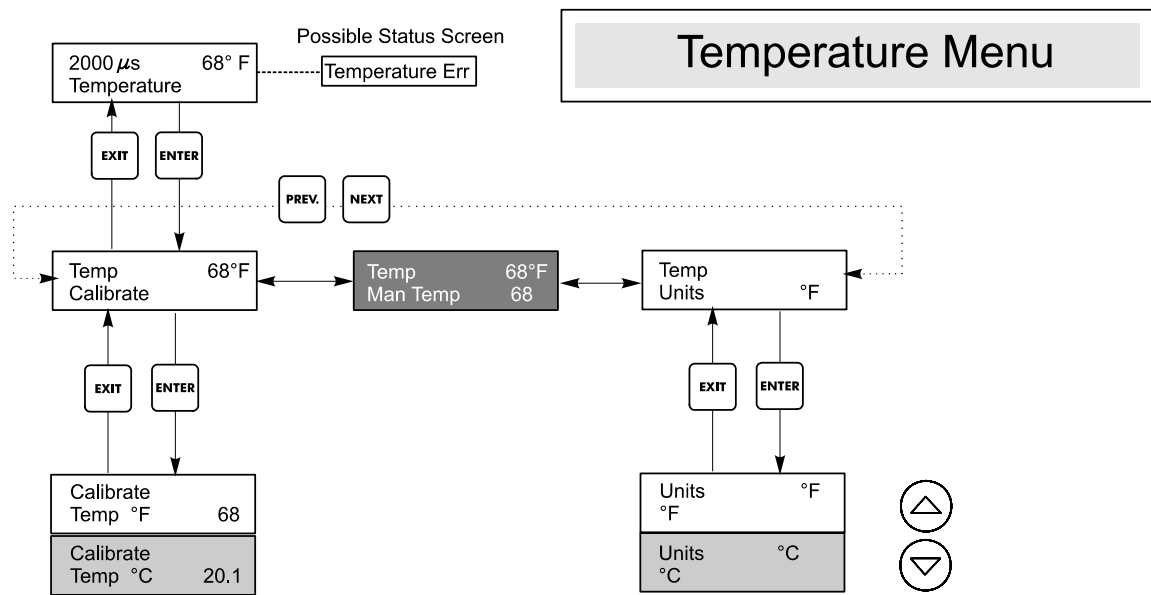 Temperature Menu
Possible Status Screen
2000 μs 68° F
Temperature
Temperature Err
EXIT
ENTER
PREV.
NEXT
Temp 68°F
Calibrate
Temp 68°F
Man Temp 68
Temp
Units °F
EXIT
ENTER
EXIT
ENTER
Calibrate
Temp °F 68
Calibrate
Temp °C 20.1
Units °F
°F
Units °C
°C